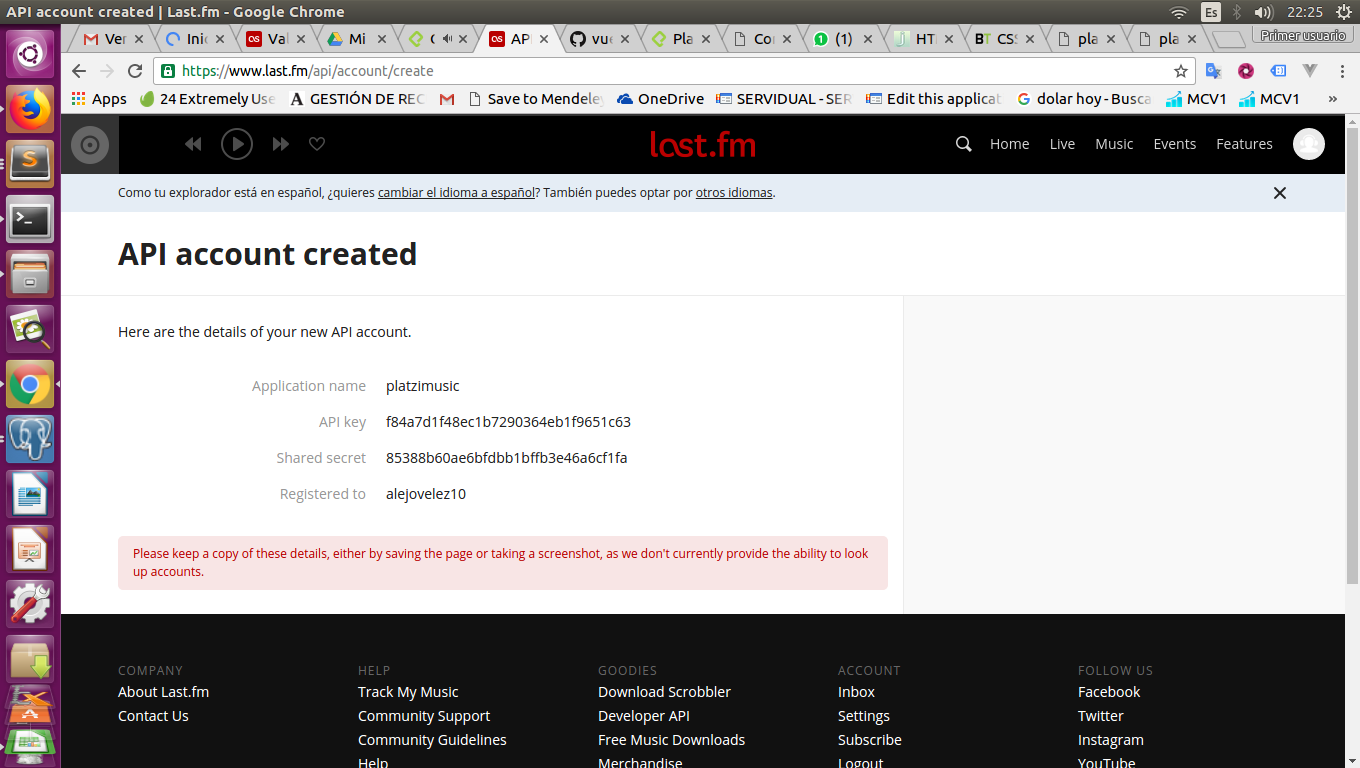 API account created | Last.fm - Google Chrome
Es
22:25
Ver
Inic
Val
Mi
API
vue
Pla
Cor
(1)
HT
BT CSS
pla
pla
Primer usuario
https://www.last.fm/api/account/create
Apps
24 Extremely Use
GESTIÓN DE REC
Save to Mendeley
OneDrive
SERVIDUAL - SER
Edit this applicat
dolar hoy - Busca
MCV1
MCV1
»
last.fm
Home
Live
Music
Events
Features
Como tu explorador está en español, ¿quieres cambiar el idioma a español? También puedes optar por otros idiomas.
API account created
Here are the details of your new API account.
Application name platzimusic
API key f84a7d1f48ec1b7290364eb1f9651c63
Shared secret 85388b60ae6bfdbb1bffb3e46a6cf1fa
Registered to alejovelez10
Please keep a copy of these details, either by saving the page or taking a screenshot, as we don't currently provide the ability to look
up accounts.
COMPANY
About Last.fm
Contact Us
HELP
Track My Music
Community Support
Community Guidelines
Help
GOODIES
Download Scrobbler
Developer API
Free Music Downloads
Merchandise
ACCOUNT
Inbox
Settings
Subscribe
Logout
FOLLOW US
Facebook
Twitter
Instagram
YouTube